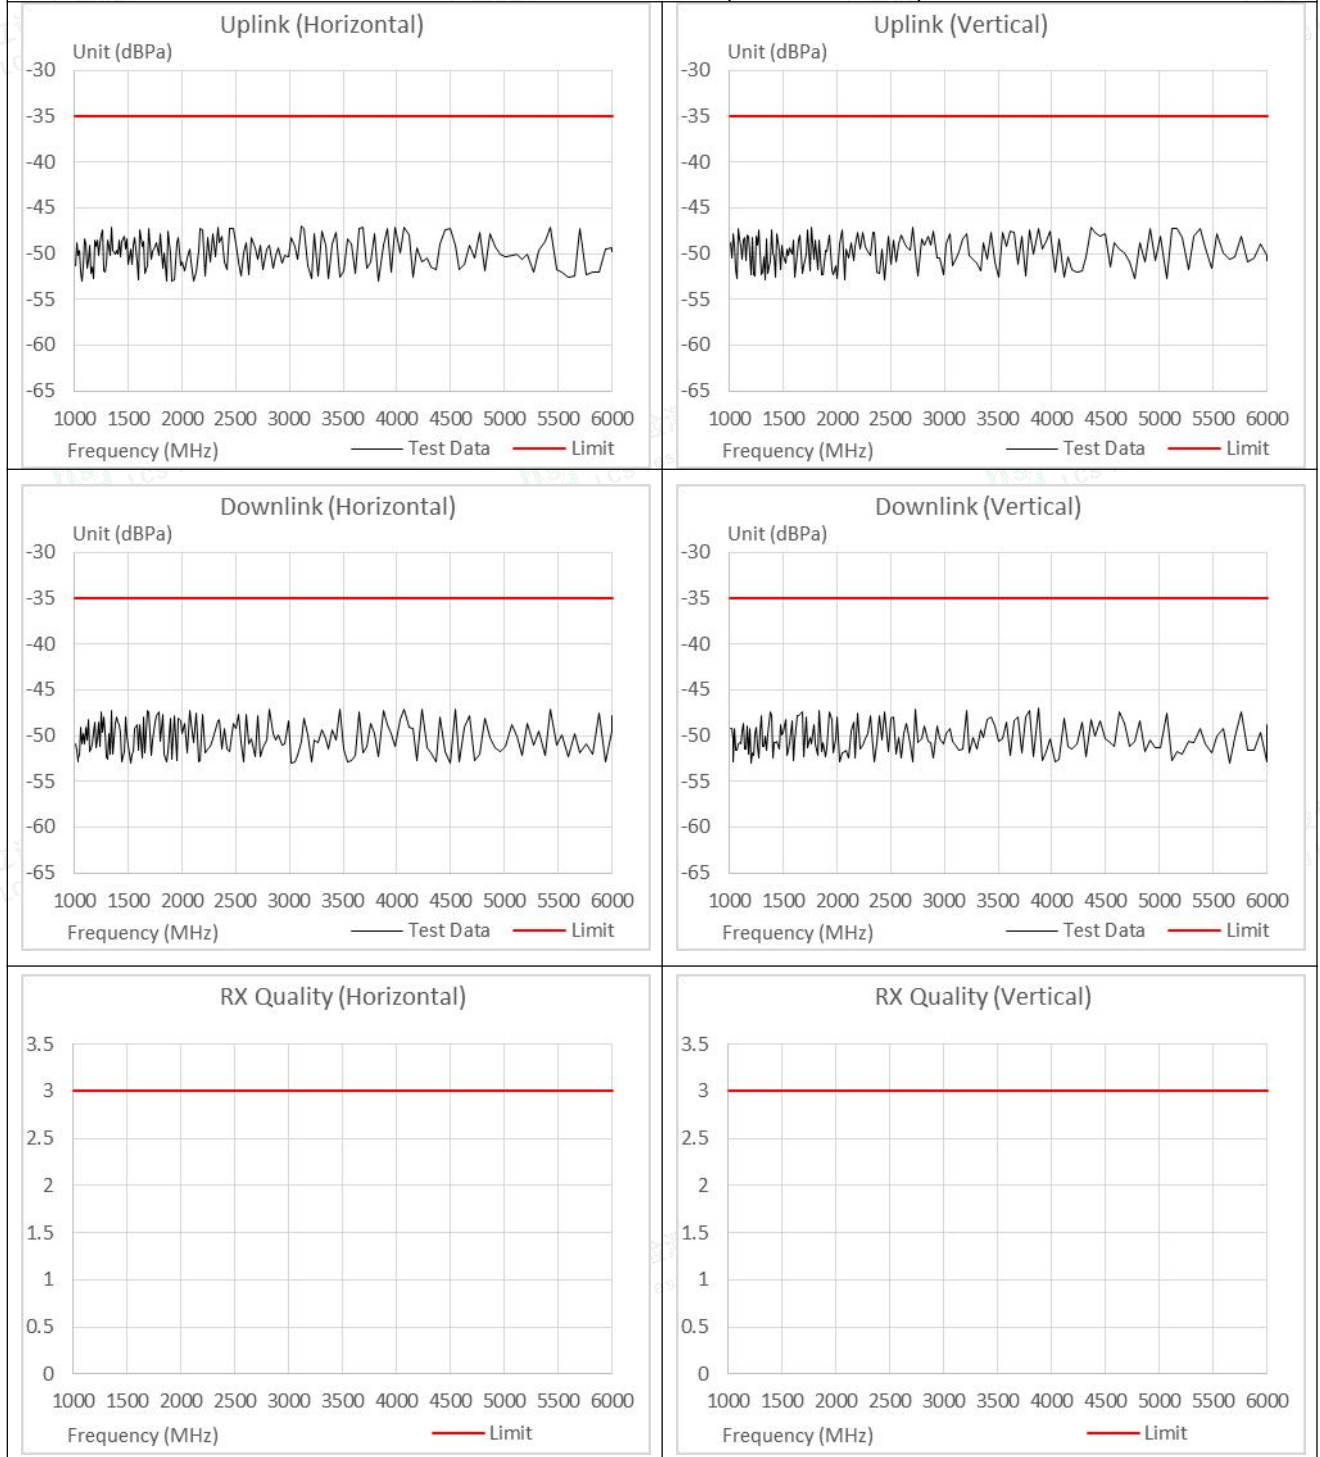 Uplink (Horizontal)
Unit (dBPa)
-30
-35
-40
-45
-50
-55
-60
-65
1000 1500 2000 2500 3000 3500 4000 4500 5000 5500 6000
Frequency (MHz)
Test Data
Limit
Uplink (Vertical)
Unit (dBPa)
-30
-35
-40
-45
-50
-55
-60
-65
1000 1500 2000 2500 3000 3500 4000 4500 5000 5500 6000
Frequency (MHz)
Test Data
Limit
Downlink (Horizontal)
Unit (dBPa)
-30
-35
-40
-45
-50
-55
-60
-65
1000 1500 2000 2500 3000 3500 4000 4500 5000 5500 6000
Frequency (MHz)
Test Data
Limit
Downlink (Vertical)
Unit (dBPa)
-30
-35
-40
-45
-50
-55
-60
-65
1000 1500 2000 2500 3000 3500 4000 4500 5000 5500 6000
Frequency (MHz)
Test Data
Limit
RX Quality (Horizontal)
3.5
3
2.5
2
1.5
1
0.5
0
1000 1500 2000 2500 3000 3500 4000 4500 5000 5500 6000
Frequency (MHz)
Limit
RX Quality (Vertical)
3.5
3
2.5
2
1.5
1
0.5
0
1000 1500 2000 2500 3000 3500 4000 4500 5000 5500 6000
Frequency (MHz)
Limit